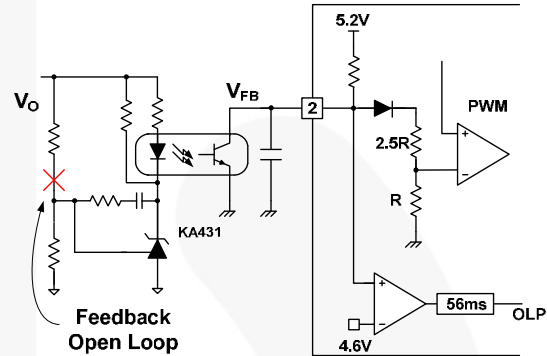 5.2V
VO
VFB
2
PWM
2.5R
R
KA431
Feedback
Open Loop
56ms
OLP
4.6V